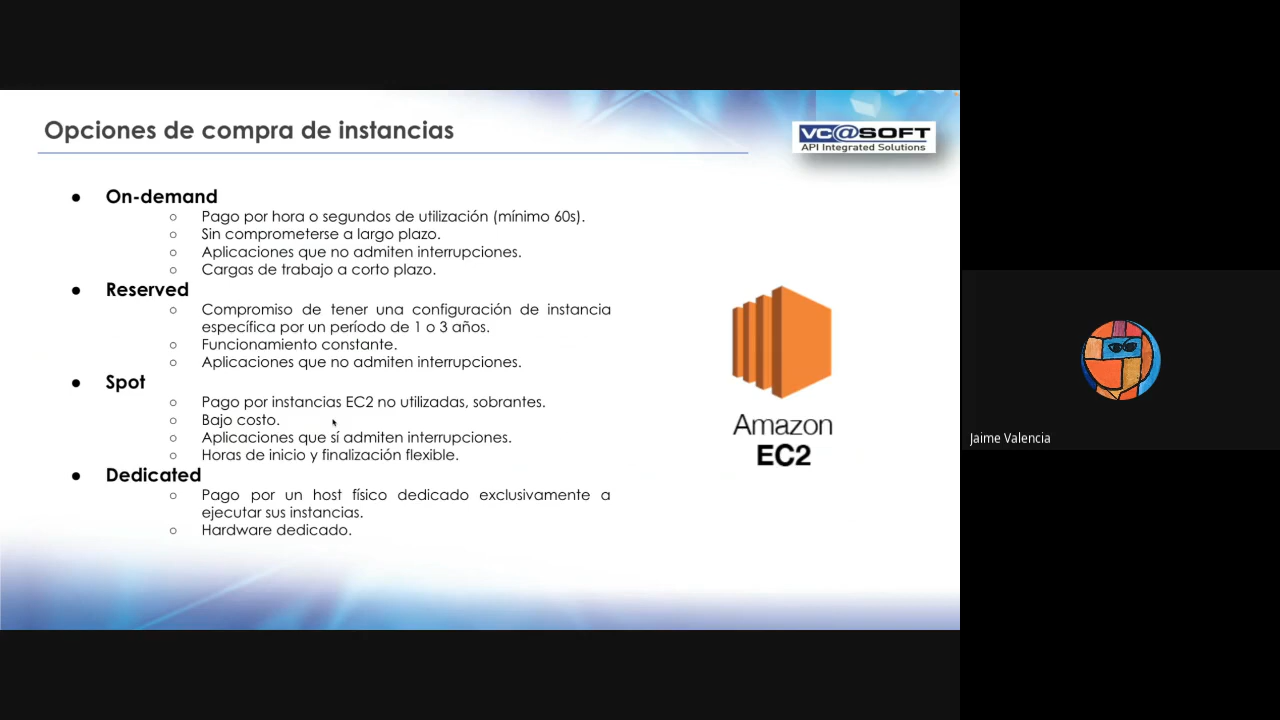 Opciones de compra de instancias
VC@SOFT
API Integrated Solutions
● On-demand
○ Pago por hora o segundos de utilización (mínimo 60s).
○ Sin comprometerse a largo plazo.
○ Aplicaciones que no admiten interrupciones.
○ Cargas de trabajo a corto plazo.
● Reserved
○ Compromiso de tener una configuración de instancia
específica por un período de 1 o 3 años.
○ Funcionamiento constante.
○ Aplicaciones que no admiten interrupciones.
● Spot
○ Pago por instancias EC2 no utilizadas, sobrantes.
○ Bajo costo.
○ Aplicaciones que sí admiten interrupciones.
○ Horas de inicio y finalización flexible.
● Dedicated
○ Pago por un host físico dedicado exclusivamente a
ejecutar sus instancias.
○ Hardware dedicado.
Amazon
EC2
Jaime Valencia